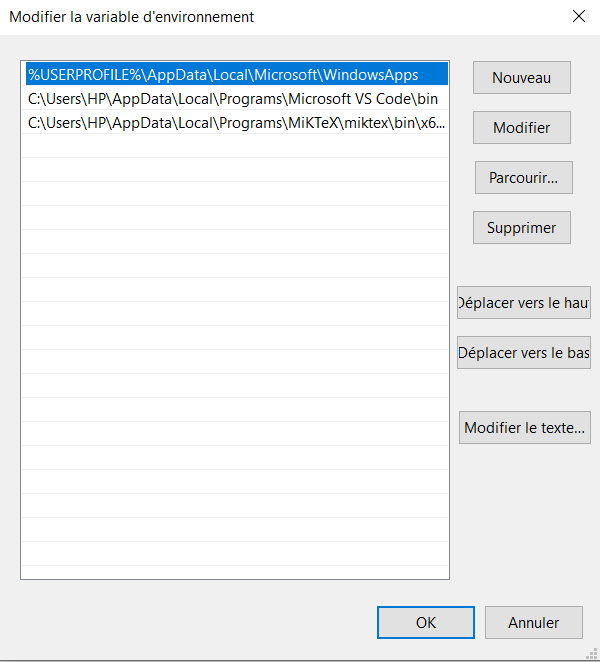 Modifier la variable d'environnement
%USERPROFILE%\AppData\Local\Microsoft\WindowsApps
C:\Users\HP\AppData\Local\Programs\Microsoft VS Code\bin
C:\Users\HP\AppData\Local\Programs\MiKTeX\miktex\bin\x6...
Nouveau
Modifier
Parcourir...
Supprimer
Déplacer vers le hau
Déplacer vers le bas
Modifier le texte...
OK
Annuler